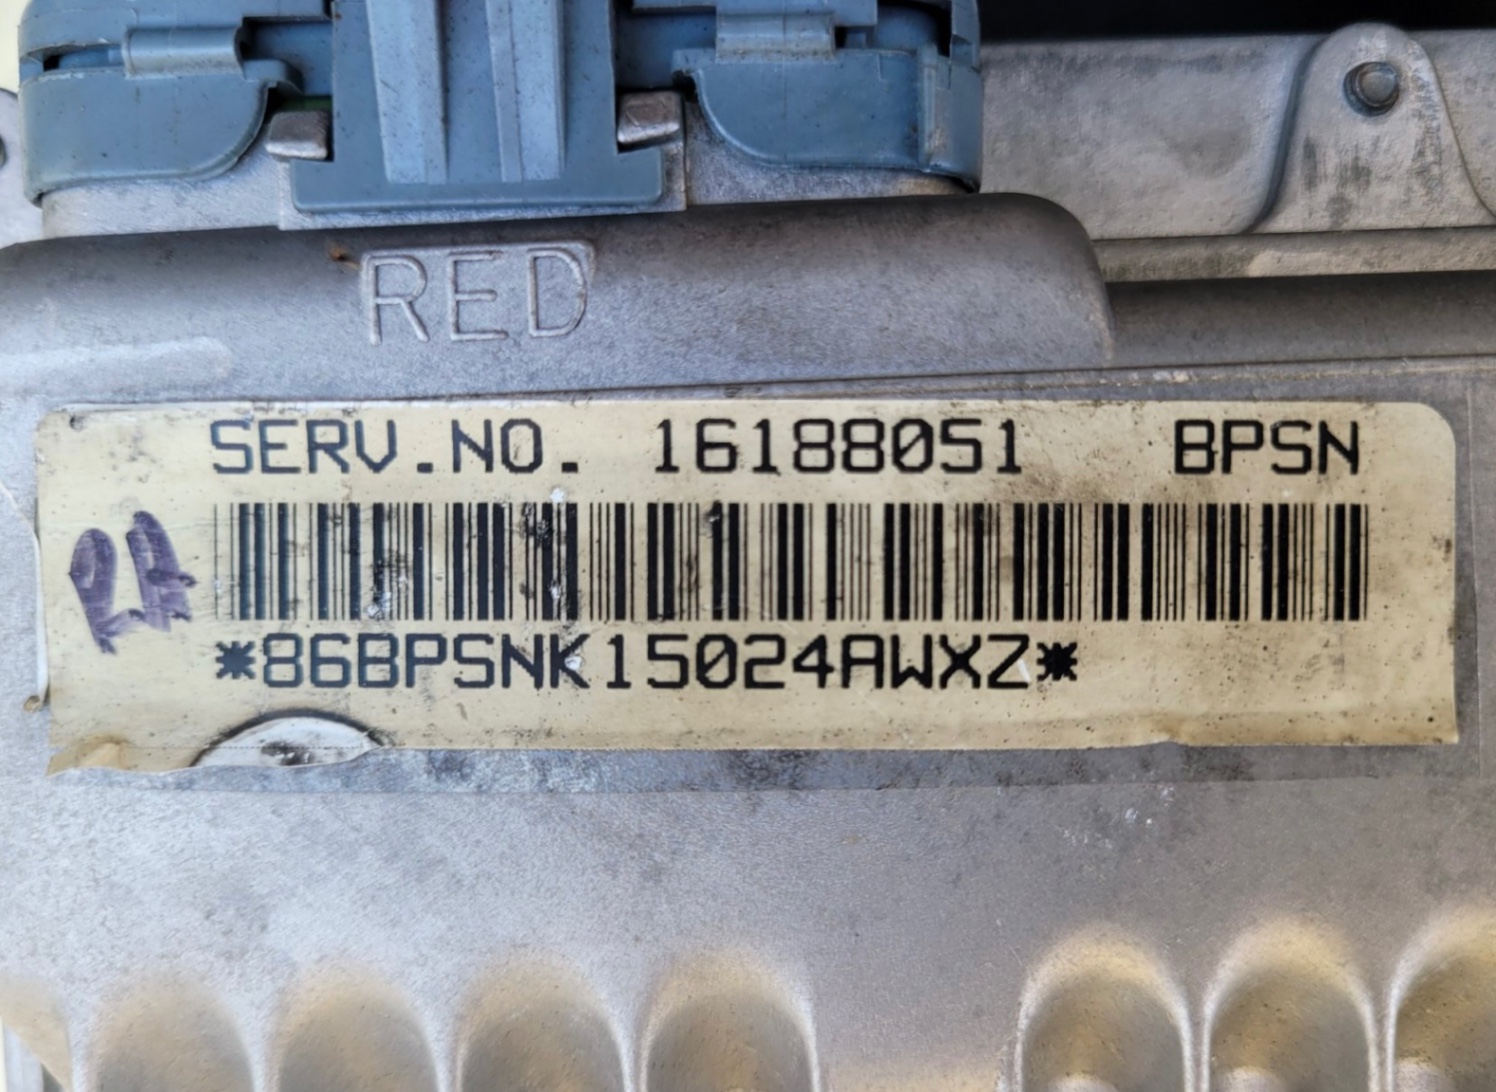 RED
SERV.NO. 16188051 BPSN
*86BPSNK15024AWXZ*